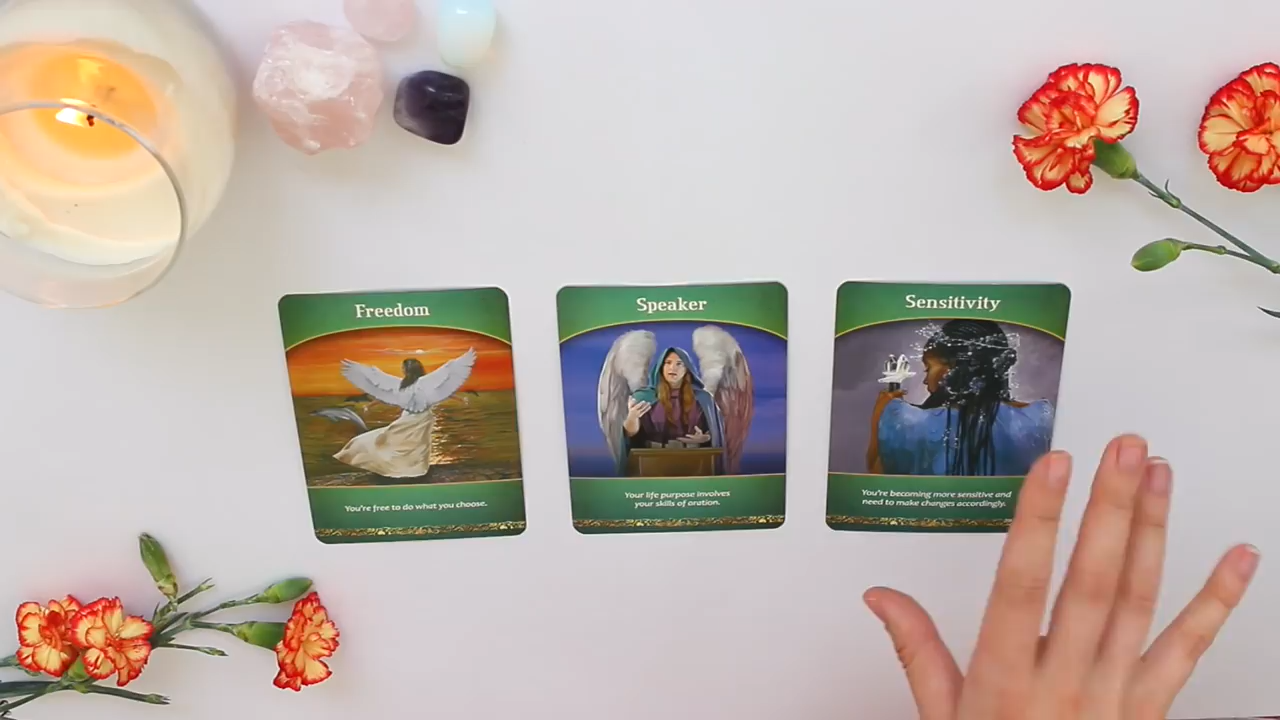 Freedom
You're free to do what you choose.
Speaker
Your life purpose involves
your skills of oration.
Sensitivity
You're becoming more sensitive and
need to make changes accordingly.